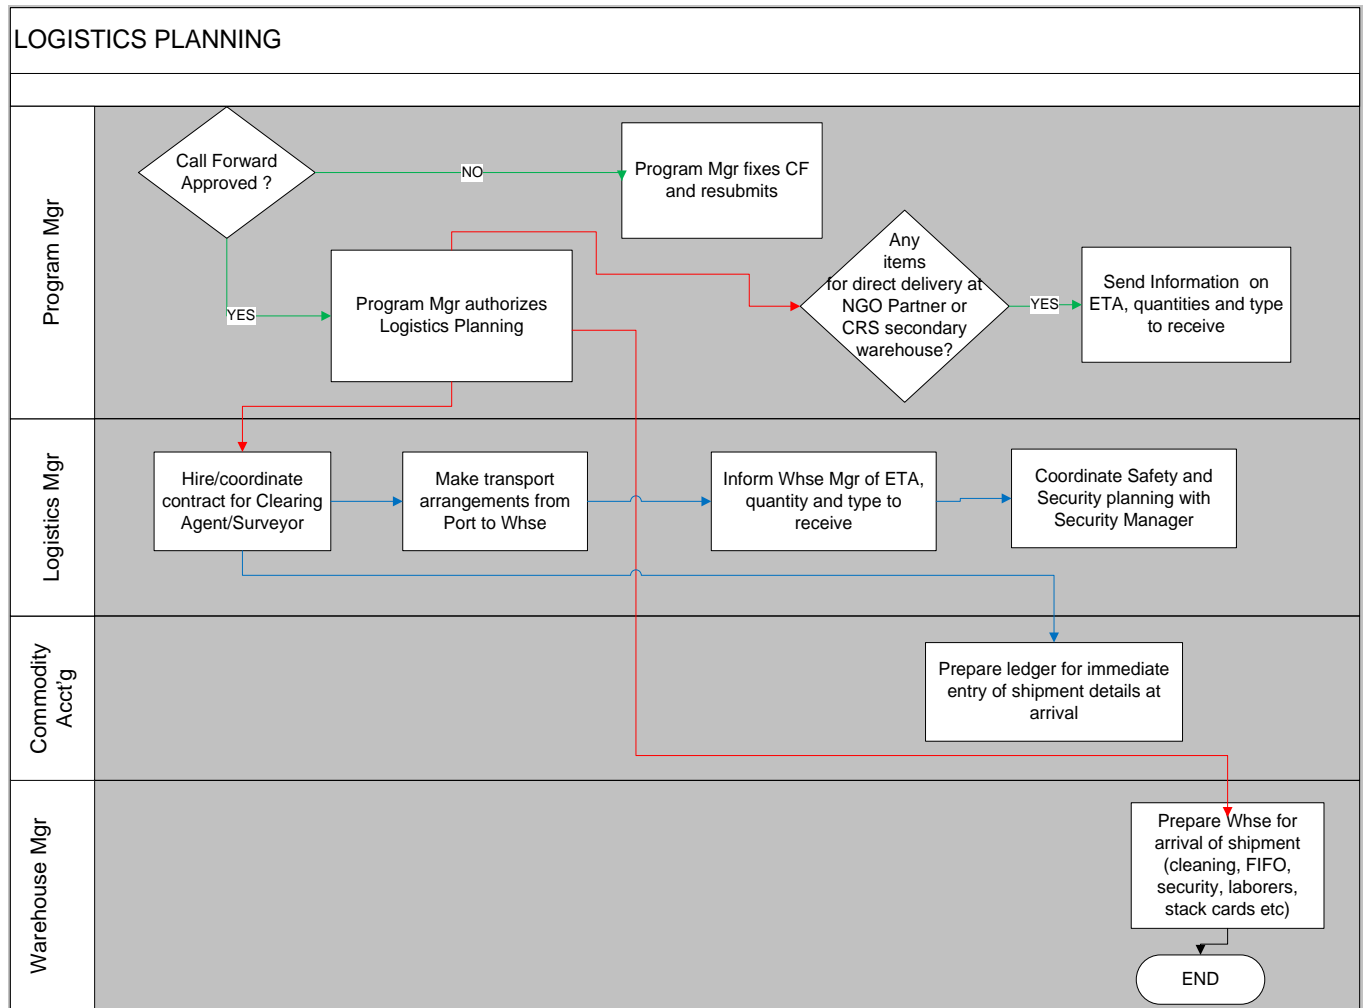 LOGISTICS PLANNING
Program Mgr
Call Forward
Approved ?
NO
Program Mgr fixes CF
and resubmits
YES
Program Mgr authorizes
Logistics Planning
Any
items
for direct delivery at
NGO Partner or
CRS secondary
warehouse?
YES
Send Information  on
ETA, quantities and type
to receive
Logistics Mgr
Hire/coordinate
contract for Clearing
Agent/Surveyor
Make transport
arrangements from
Port to Whse
Inform Whse Mgr of ETA,
quantity and type to
receive
Coordinate Safety and
Security planning with
Security Manager
Commodity
Acct'g
Prepare ledger for immediate
entry of shipment details at
arrival
Warehouse Mgr
Prepare Whse for
arrival of shipment
(cleaning, FIFO,
security, laborers,
stack cards etc)
END